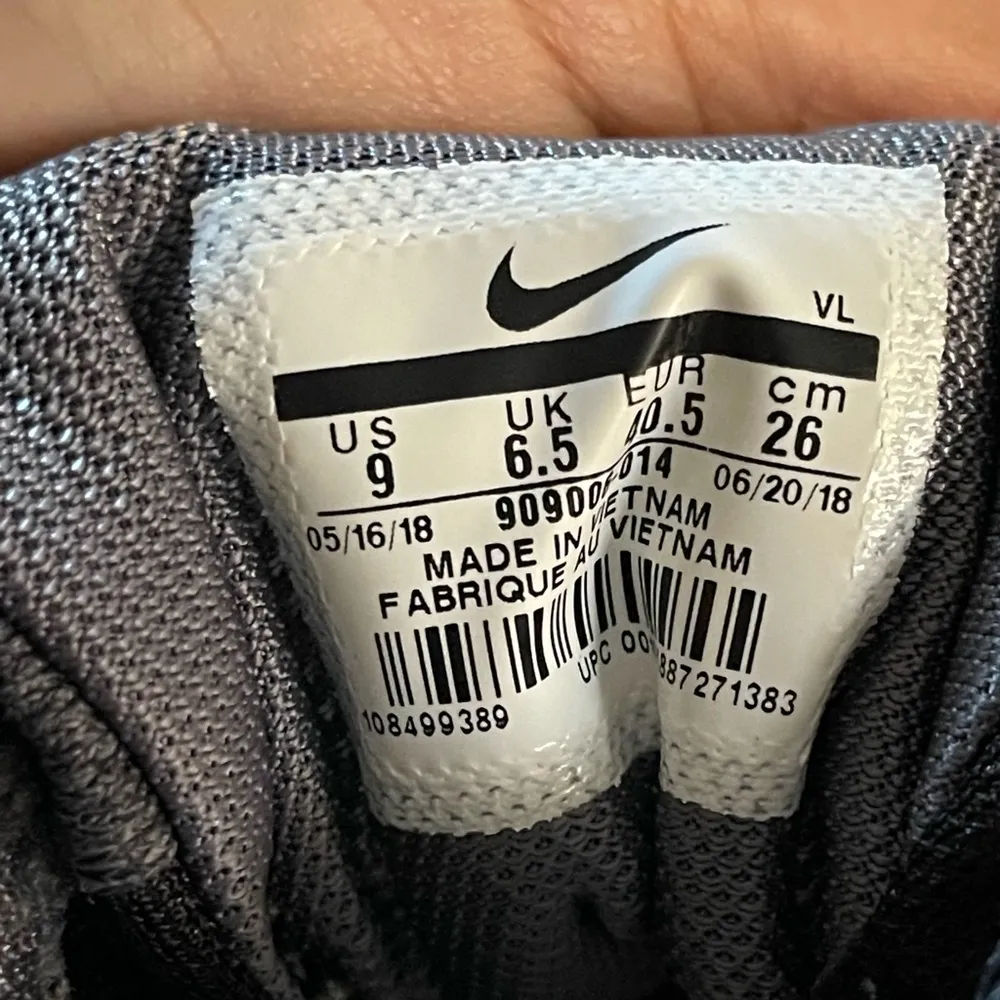 VL
US UK EUR cm
9 6.5 40.5 26
05/16/18 06/20/18
MADE IN VIETNAM
FABRIQUE AU VIETNAM
UPC
108499389